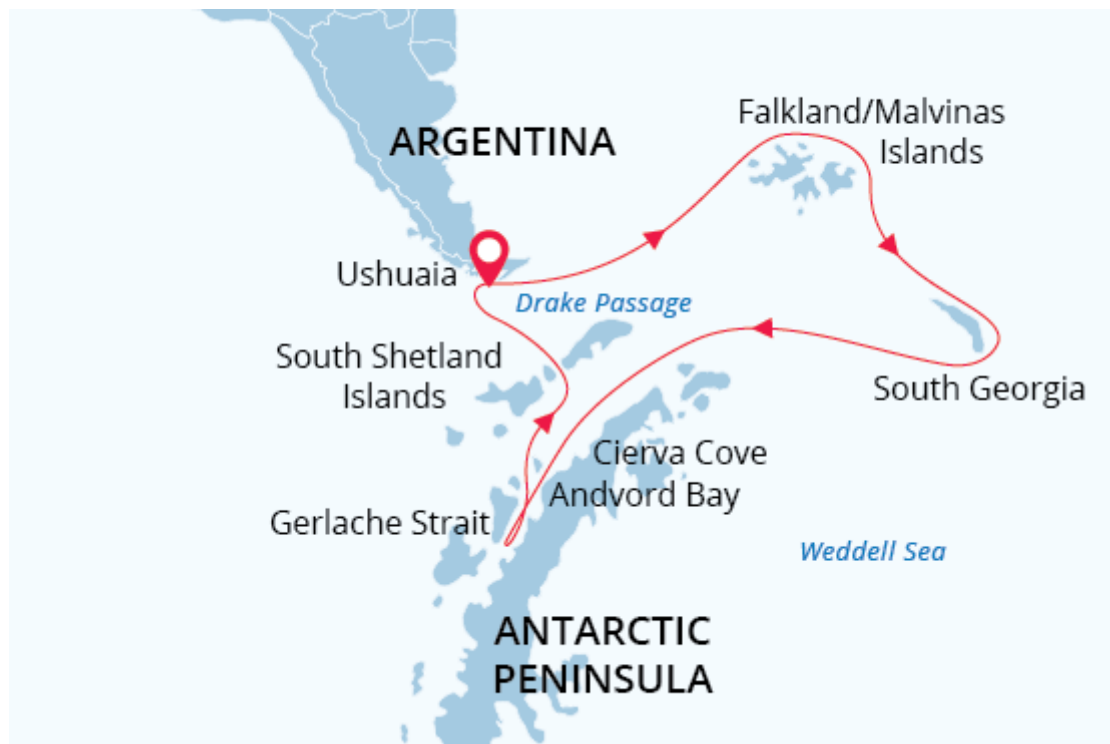 Falkland/Malvinas
Islands
ARGENTINA
Ushuaia
Drake Passage
South Shetland
Islands
South Georgia
Cierva Cove
Andvord Bay
Gerlache Strait
Weddell Sea
ANTARCTIC
PENINSULA